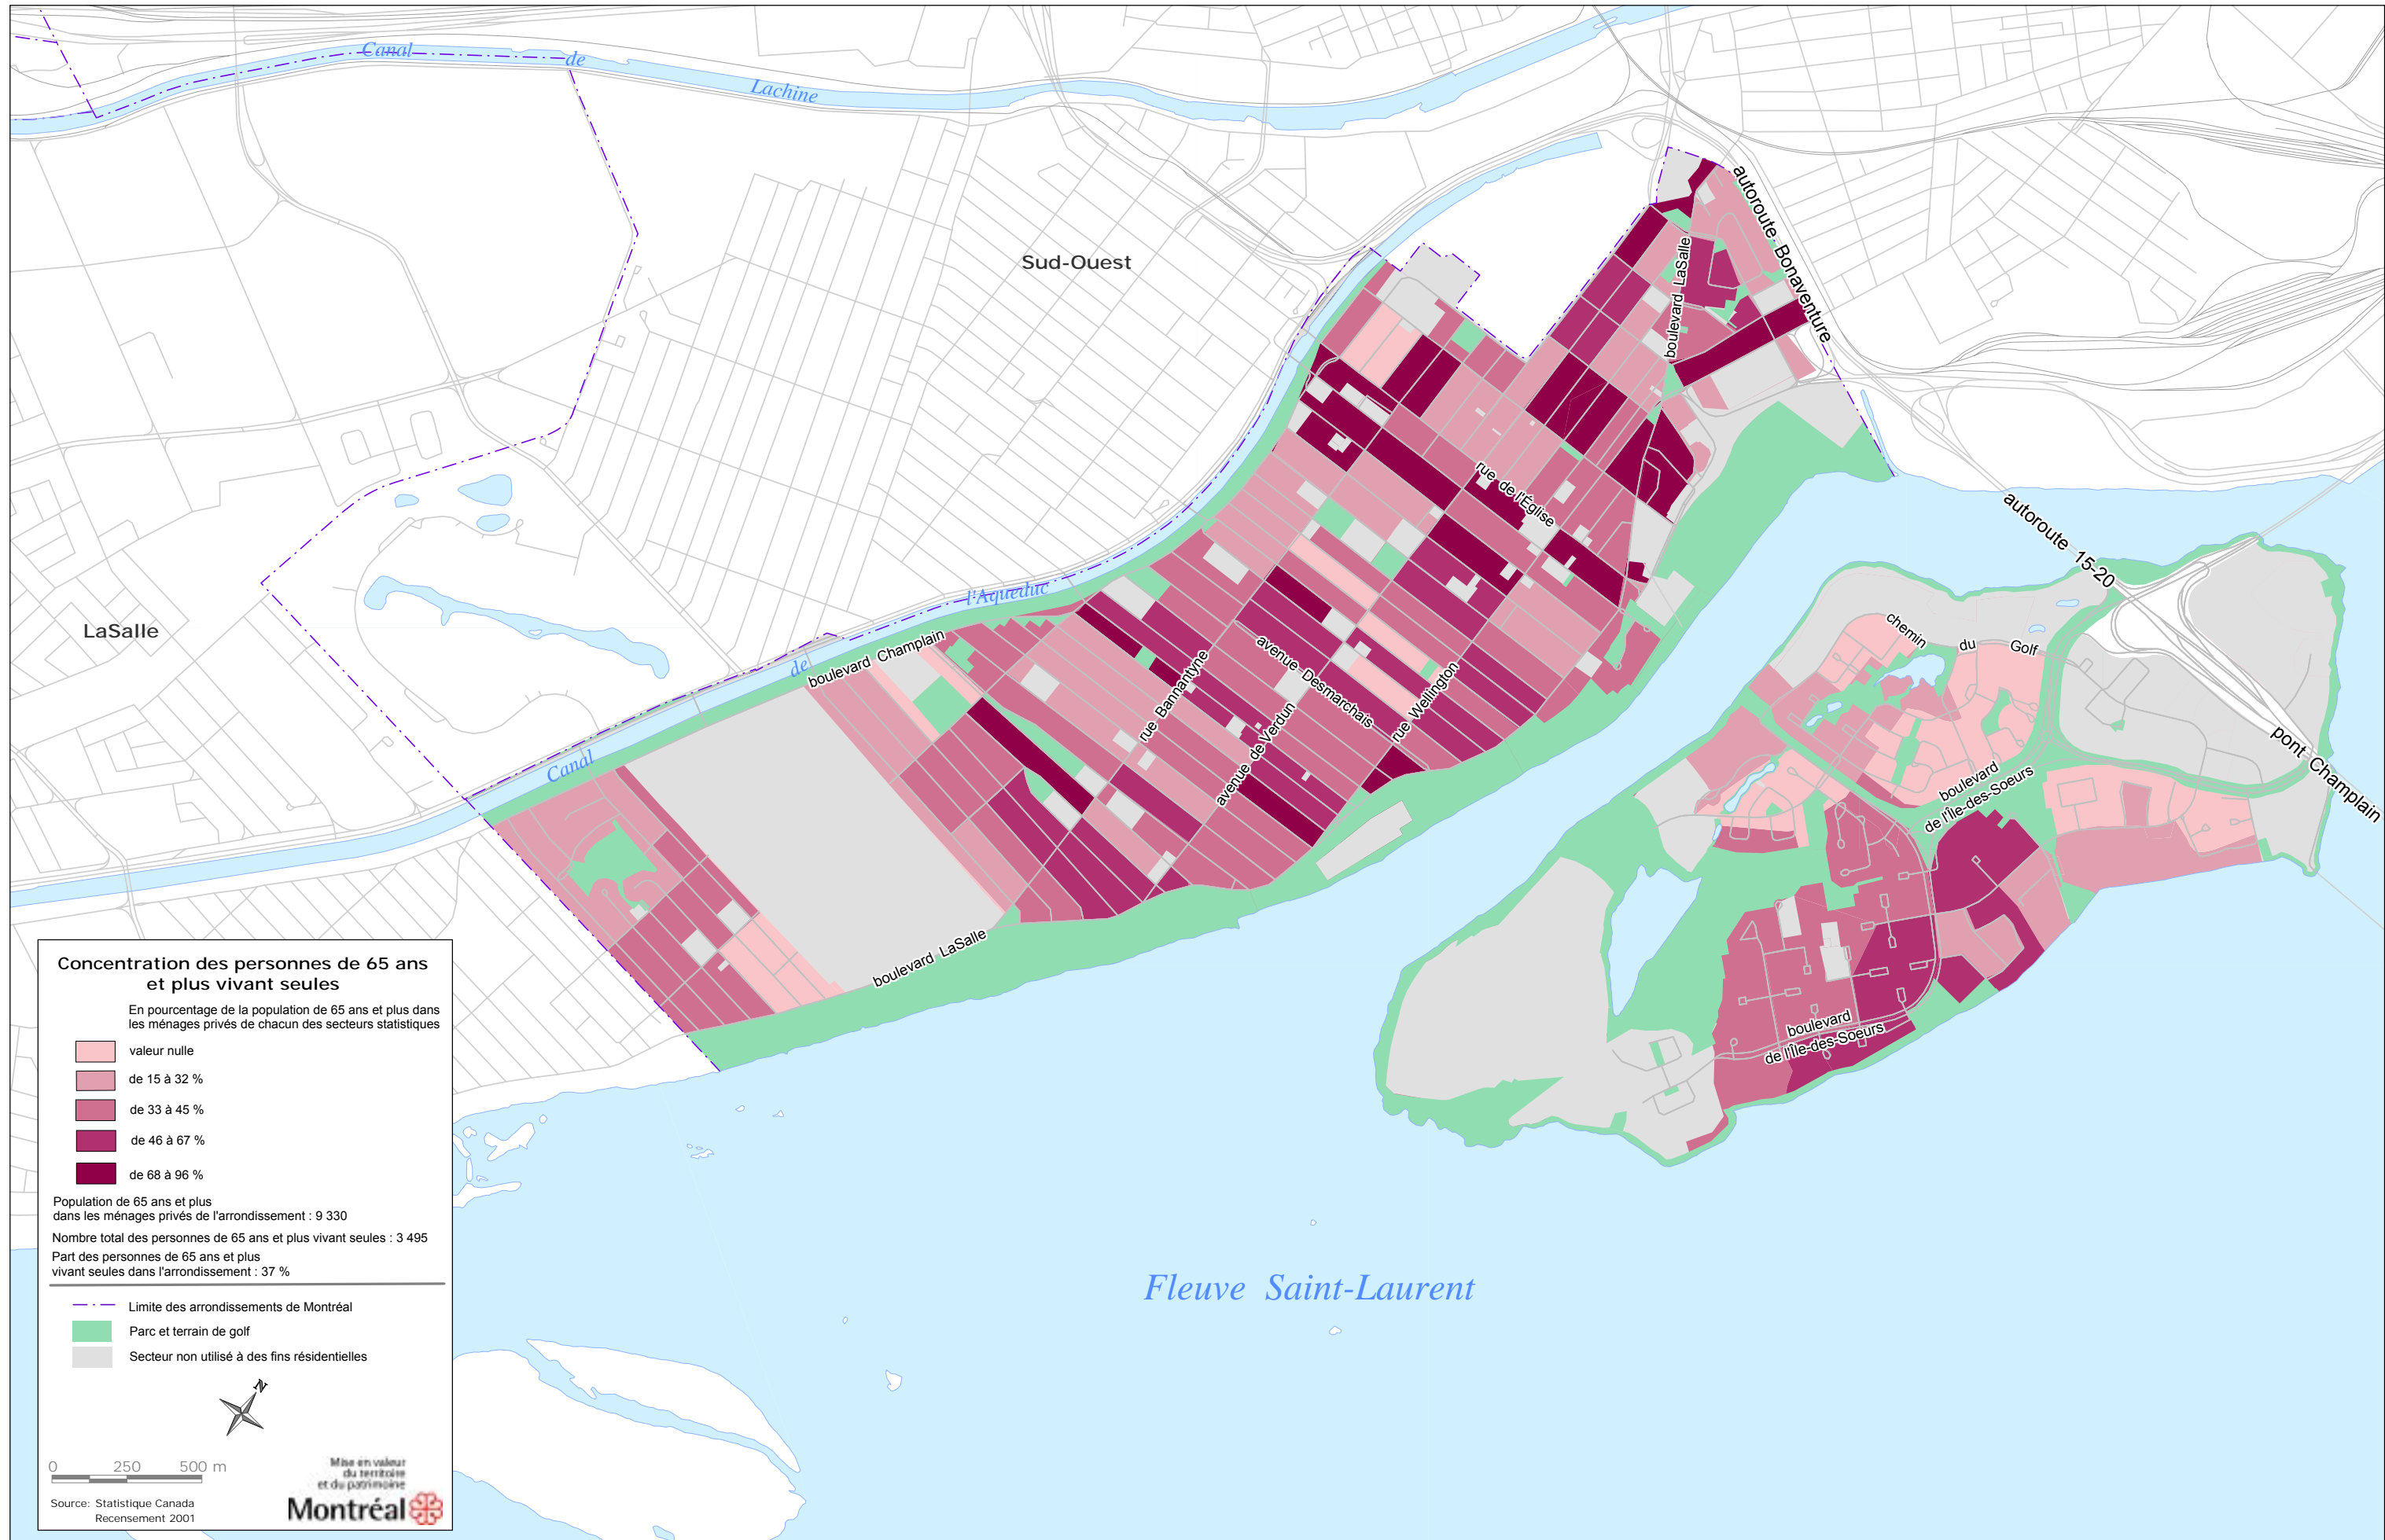 Canal de Lachine
Sud-Ouest
LaSalle
autoroute Bonaventure
boulevard LaSalle
rue de l'Église
autoroute 15-20
chemin du Golf
pont Champlain
boulevard
de l'Île-des-Soeurs
boulevard
de l'Île-des-Soeurs
Canal de l'Aqueduc
boulevard Champlain
rue Bannantyne
avenue Desmarchais
avenue de Verdun
rue Wellington
boulevard LaSalle
Fleuve Saint-Laurent
Concentration des personnes de 65 ans
et plus vivant seules
En pourcentage de la population de 65 ans et plus dans
les ménages privés de chacun des secteurs statistiques
valeur nulle
de 15 à 32 %
de 33 à 45 %
de 46 à 67 %
de 68 à 96 %
Population de 65 ans et plus
dans les ménages privés de l'arrondissement : 9 330
Nombre total des personnes de 65 ans et plus vivant seules : 3 495
Part des personnes de 65 ans et plus
vivant seules dans l'arrondissement : 37 %
Limite des arrondissements de Montréal
Parc et terrain de golf
Secteur non utilisé à des fins résidentielles
N
0 250 500 m
Source: Statistique Canada
Recensement 2001
Mise en valeur
du territoire
et du patrimoine
Montréal